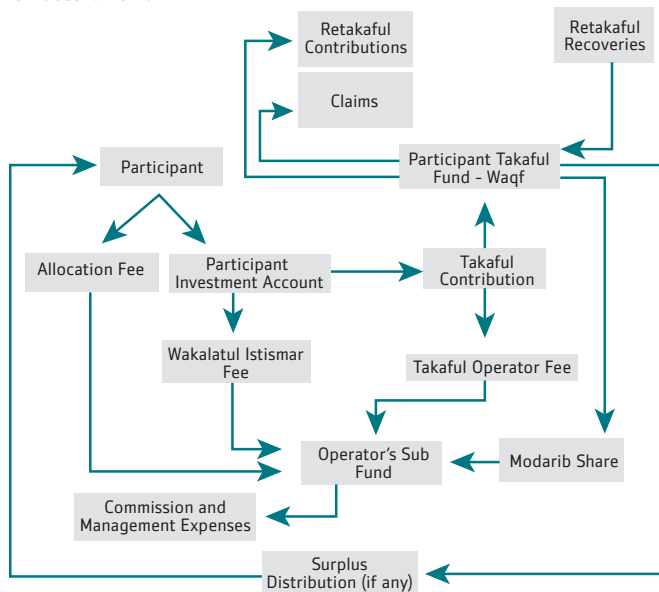 Retakaful
Contributions
Retakaful
Recoveries
Claims
Participant
Participant Takaful
Fund - Waqf
Allocation Fee
Participant
Investment Account
Takaful
Contribution
Wakalatul Istismar
Fee
Takaful Operator Fee
Operator's Sub
Fund
Modarib Share
Commission and
Management Expenses
Surplus
Distribution (if any)